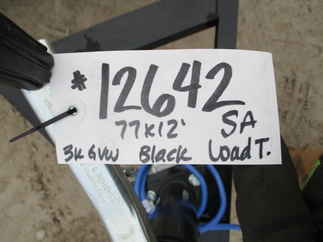 *12642
77x12' SA
3K GVW Black Load T.